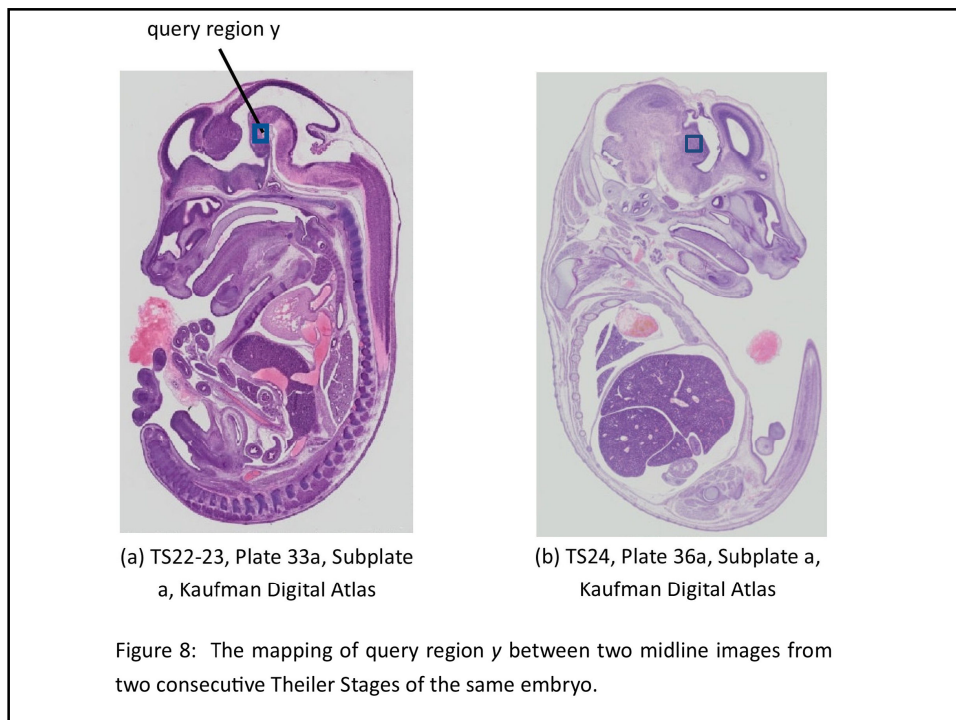 query region y
(a) TS22-23, Plate 33a, Subplate
a, Kaufman Digital Atlas
(b) TS24, Plate 36a, Subplate a,
Kaufman Digital Atlas
Figure 8: The mapping of query region y between two midline images from
two consecutive Theiler Stages of the same embryo.